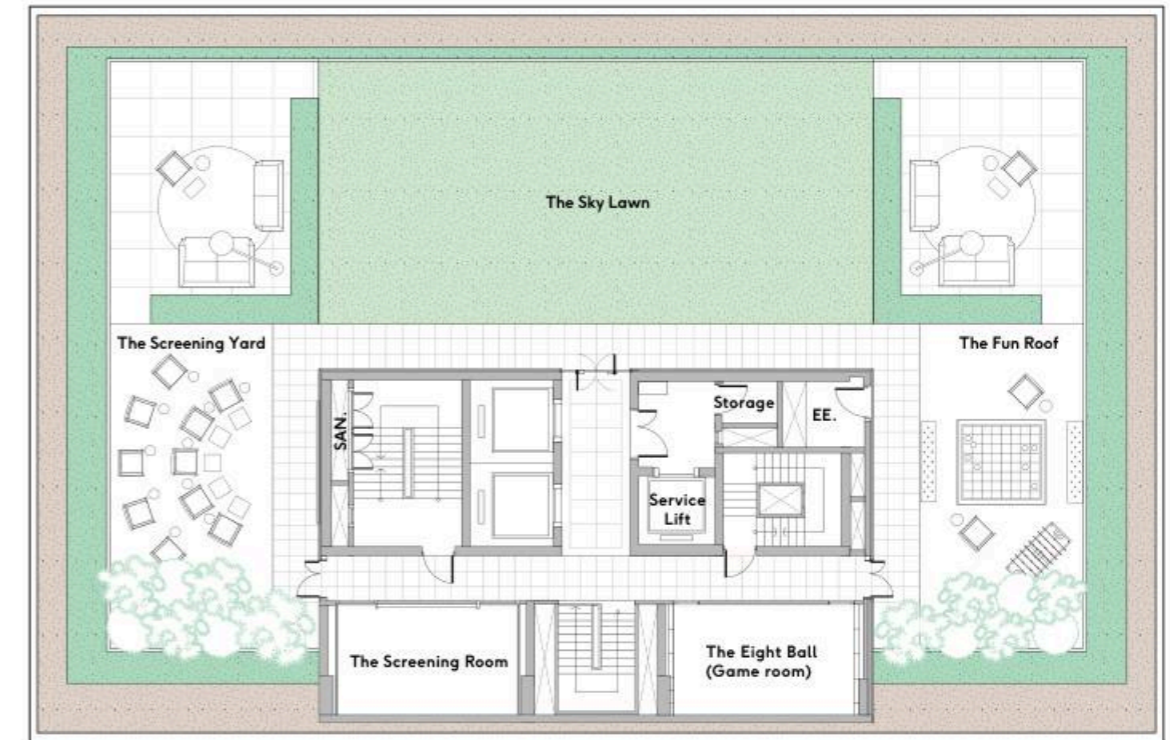 The Sky Lawn
The Screening Yard
The Fun Roof
SAN.
Storage
EE.
Service
Lift
The Screening Room
The Eight Ball
(Game room)